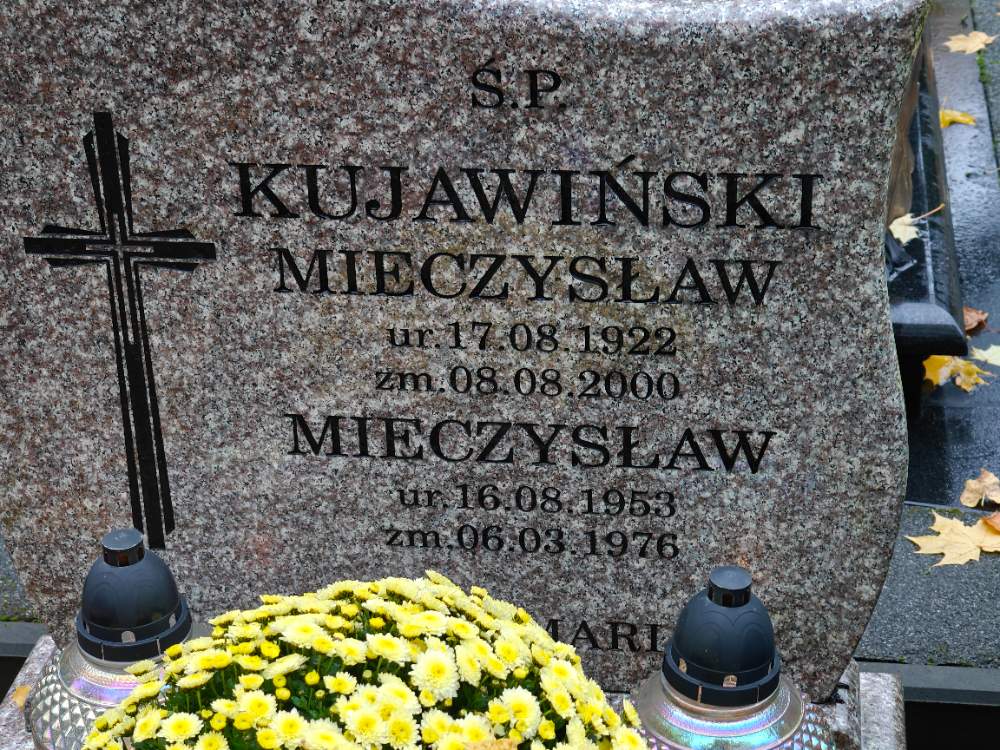 Ś.P.
KUJAWIŃSKI
MIECZYSŁAW
ur.17.08.1922
zm.08.08.2000
MIECZYSŁAW
ur.16.08.1953
zm.06.03.1976